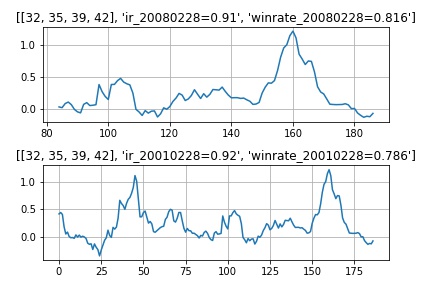 [[32, 35, 39, 42], 'ir_20080228=0.91', 'winrate_20080228=0.816']
1.0
0.5
0.0
80 100 120 140 160 180
[[32, 35, 39, 42], 'ir_20010228=0.92', 'winrate_20010228=0.786']
1.0
0.5
0.0
0 25 50 75 100 125 150 175